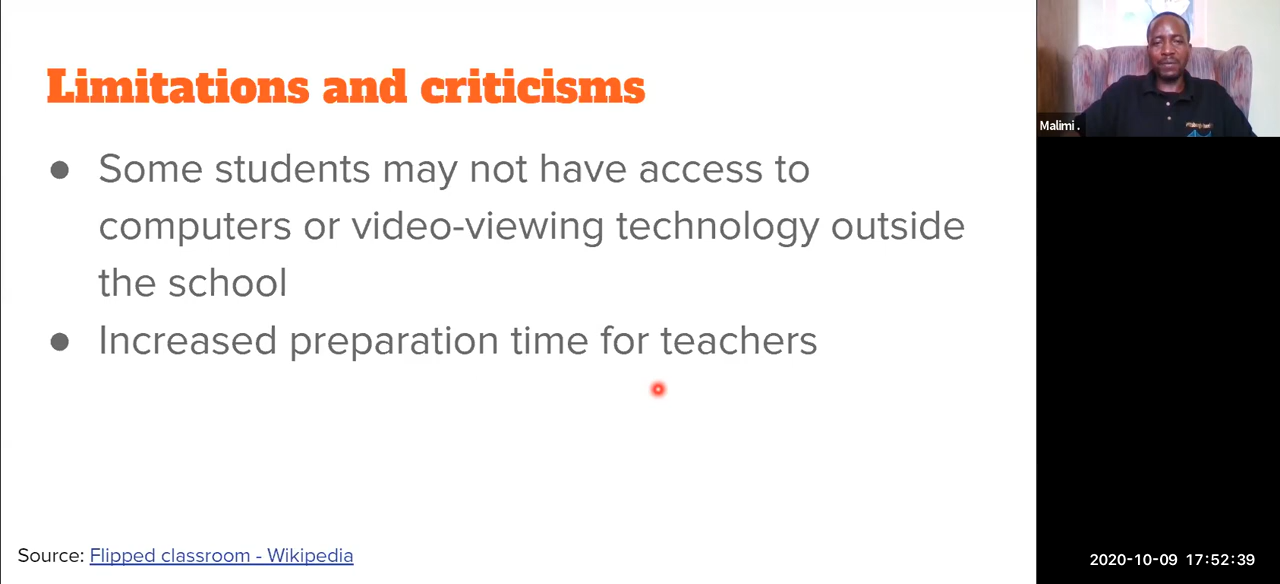 Limitations and criticisms
● Some students may not have access to
computers or video-viewing technology outside
the school
● Increased preparation time for teachers
Source: Flipped classroom - Wikipedia
Malimi .
2020-10-09 17:52:39